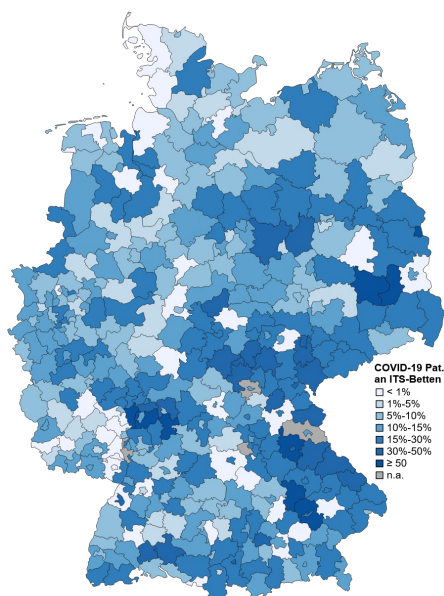 COVID-19 Pat.
an ITS-Betten
< 1%
1%-5%
5%-10%
10%-15%
15%-30%
30%-50%
≥ 50
n.a.